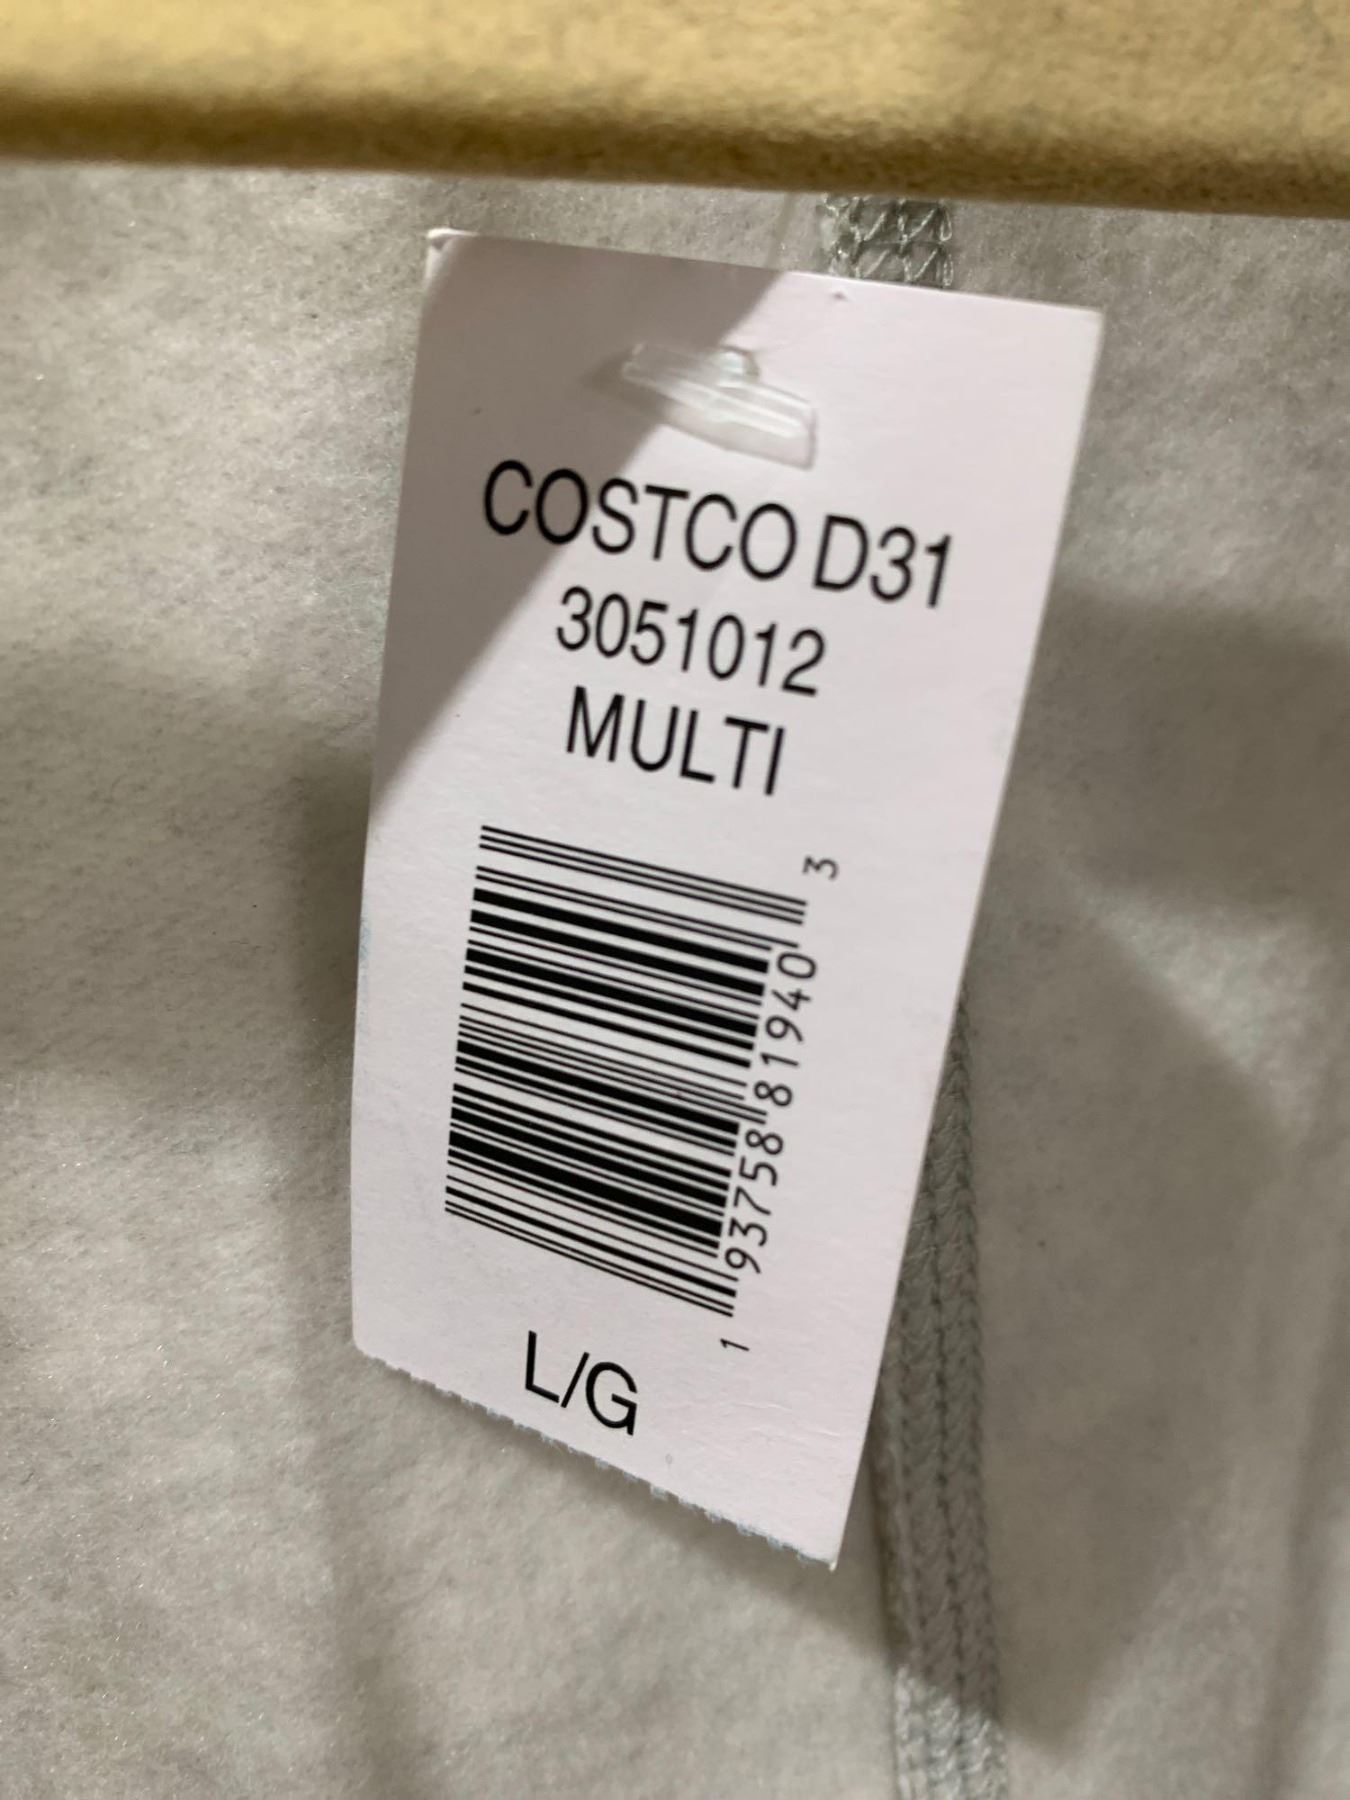 COSTCO D31
3051012
MULTI
1 93758 81940 3
L/G